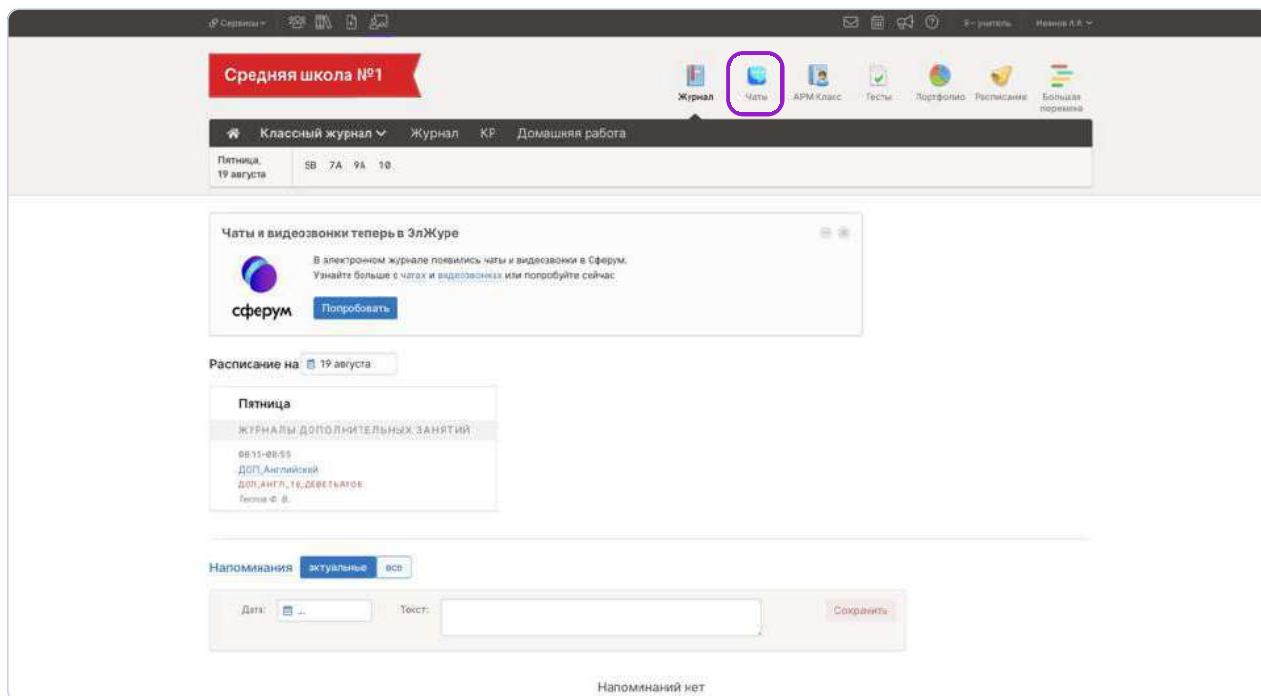 Сервисы
Я – учитель
Иванов А.А.
Средняя школа №1
Журнал
Чаты
АРМ Класс
Тесты
Портфолио
Расписание
Большая перемена
Классный журнал
Журнал
КР
Домашняя работа
Пятница,
19 августа
5В 7А 9А 10
Чаты и видеозвонки теперь в ЭлЖуре
В электронном журнале появились чаты и видеозвонки в Сферум.
Узнайте больше о чатах и видеозвонках или попробуйте сейчас
сферум
Попробовать
Расписание на 19 августа
Пятница
ЖУРНАЛЫ ДОПОЛНИТЕЛЬНЫХ ЗАНЯТИЙ
08:15-08:55
ДОП_Английский
Напоминания
актуальные
все
Дата: ...
Текст:
Сохранить
Напоминаний нет